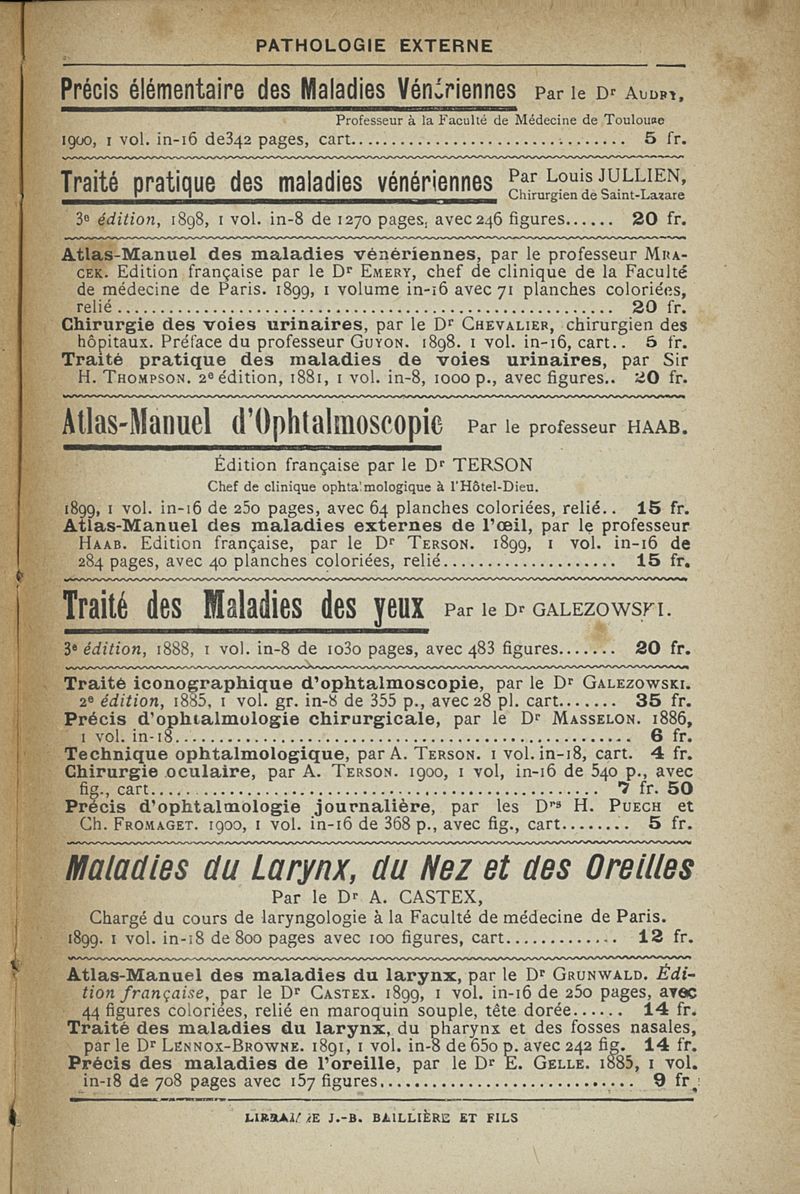 PATHOLOGIE EXTERNE
Précis élémentaire des Maladies Vénériennes Par le Dr AUDRY,
Professeur à la Faculté de Médecine de Toulouse
1900, 1 vol. in-16 de 342 pages, cart. 5 fr.
Traité pratique des maladies vénériennes Par Louis JULLIEN,
Chirurgien de Saint-Lazare
3e édition, 1898, 1 vol. in-8 de 1270 pages, avec 246 figures...... 20 fr.
Atlas-Manuel des maladies vénériennes, par le professeur MRA-
CEK. Edition française par le Dr EMERY, chef de clinique de la Faculté
de médecine de Paris. 1899, 1 volume in-16 avec 71 planches coloriées,
relié........ 20 fr.
Chirurgie des voies urinaires, par le Dr CHEVALIER, chirurgien des
hôpitaux. Préface du professeur GUYON. 1898. 1 vol. in-16, cart.. 5 fr.
Traité pratique des maladies de voies urinaires, par Sir
H. THOMPSON. 2e édition, 1881, 1 vol. in-8, 1000 p., avec figures.. 20 fr.
Atlas-Manuel d'Ophtalmoscopie Par le professeur HAAB.
Édition française par le Dr TERSON
Chef de clinique ophtalmologique à l'Hôtel-Dieu.
1899, 1 vol. in-16 de 250 pages, avec 64 planches coloriées, relié.. 15 fr.
Atlas-Manuel des maladies externes de l'œil, par le professeur
HAAB. Edition française, par le Dr TERSON. 1899, 1 vol. in-16 de
284 pages, avec 40 planches coloriées, relié........ 15 fr.
Traité des Maladies des yeux Par le Dr GALEZOWSKI.
3e édition, 1888, 1 vol. in-8 de 1030 pages, avec 483 figures....... 20 fr.
Traité iconographique d'ophtalmoscopie, par le Dr GALEZOWSKI.
2e édition, 1885, 1 vol. gr. in-8 de 355 p., avec 28 pl. cart....... 35 fr.
Précis d'ophtalmologie chirurgicale, par le Dr MASSELON. 1886,
1 vol. in-18........ 6 fr.
Technique ophtalmologique, par A. TERSON. 1 vol. in-18, cart. 4 fr.
Chirurgie oculaire, par A. TERSON. 1900, 1 vol, in-16 de 540 p., avec
fig., cart........ 7 fr. 50
Précis d'ophtalmologie journalière, par les Drs H. PUECH et
Ch. FROMAGET. 1900, 1 vol. in-16 de 368 p., avec fig., cart........ 5 fr.
Maladies du Larynx, du Nez et des Oreilles
Par le Dr A. CASTEX,
Chargé du cours de laryngologie à la Faculté de médecine de Paris.
1899. 1 vol. in-18 de 800 pages avec 100 figures, cart........ 12 fr.
Atlas-Manuel des maladies du larynx, par le Dr GRUNWALD. Édi-
tion française, par le Dr CASTEX. 1899, 1 vol. in-16 de 250 pages, avec
44 figures coloriées, relié en maroquin souple, tête dorée...... 14 fr.
Traité des maladies du larynx, du pharynx et des fosses nasales,
par le Dr LENNOX-BROWNE. 1891, 1 vol. in-8 de 650 p. avec 242 fig. 14 fr.
Précis des maladies de l'oreille, par le Dr E. GELLE. 1885, 1 vol.
in-18 de 708 pages avec 157 figures........ 9 fr.
LIBRAIRIE J.-B. BAILLIÈRE ET FILS